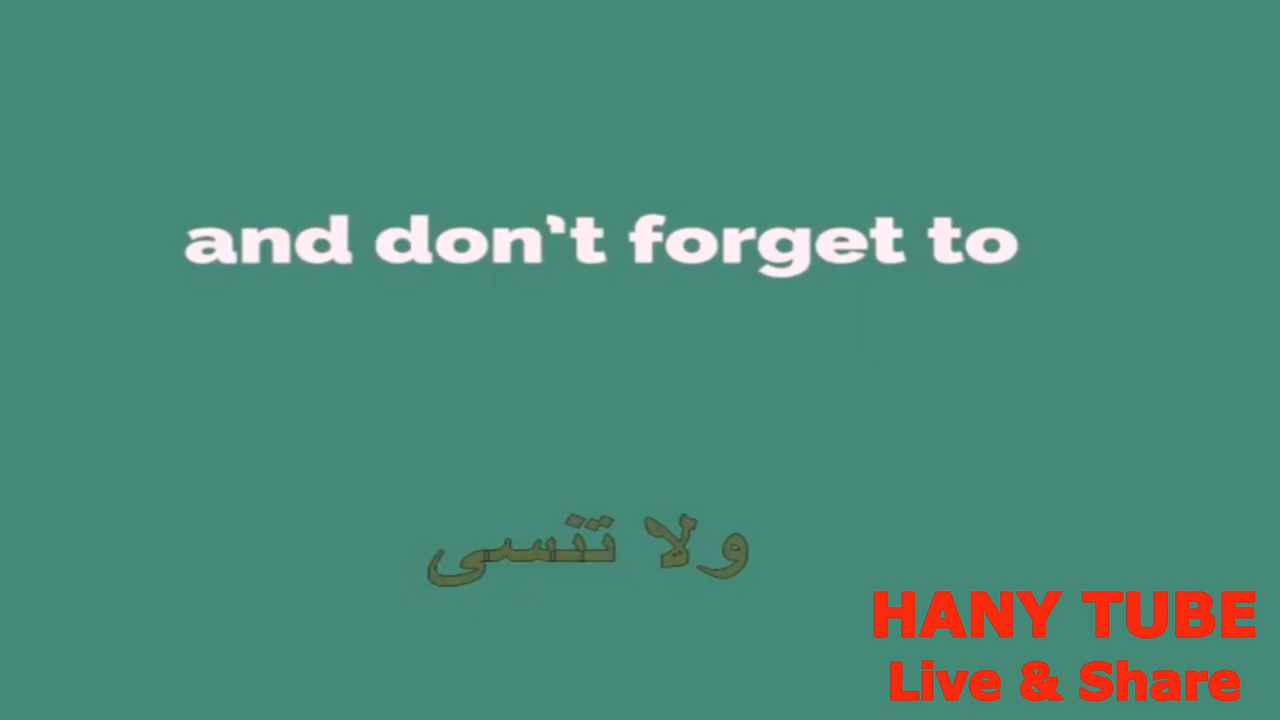 and don't forget to
ولا تنسى
HANY TUBE
Live & Share